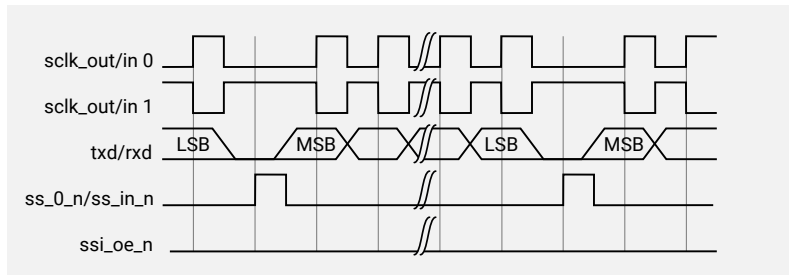 sclk_out/in 0
sclk_out/in 1
txd/rxd LSB MSB LSB MSB
ss_0_n/ss_in_n
ssi_oe_n